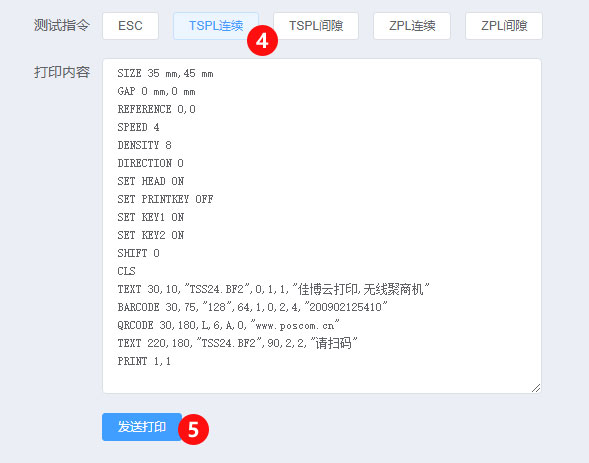 测试指令 ESC TSPL连续 TSPL间隙 ZPL连续 ZPL间隙
4
打印内容
SIZE 35 mm,45 mm
GAP 0 mm,0 mm
REFERENCE 0,0
SPEED 4
DENSITY 8
DIRECTION 0
SET HEAD ON
SET PRINTKEY OFF
SET KEY1 ON
SET KEY2 ON
SHIFT 0
CLS
TEXT 30,10,"TSS24.BF2",0,1,1,"佳博云打印,无线聚商机"
BARCODE 30,75,"128",64,1,0,2,4,"200902125410"
QRCODE 30,180,L,6,A,0,"www.poscom.cn"
TEXT 220,180,"TSS24.BF2",90,2,2,"请扫码"
PRINT 1,1
发送打印 5